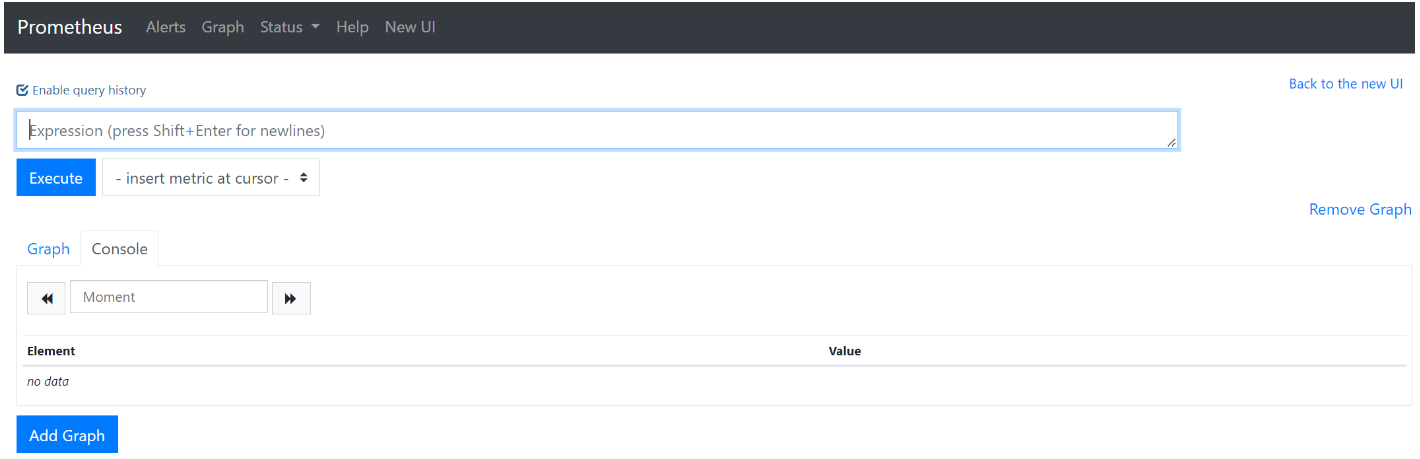 Prometheus Alerts Graph Status Help New UI
Enable query history
Back to the new UI
Expression (press Shift+Enter for newlines)
Execute - insert metric at cursor -
Remove Graph
Graph Console
Moment
Element Value
no data
Add Graph